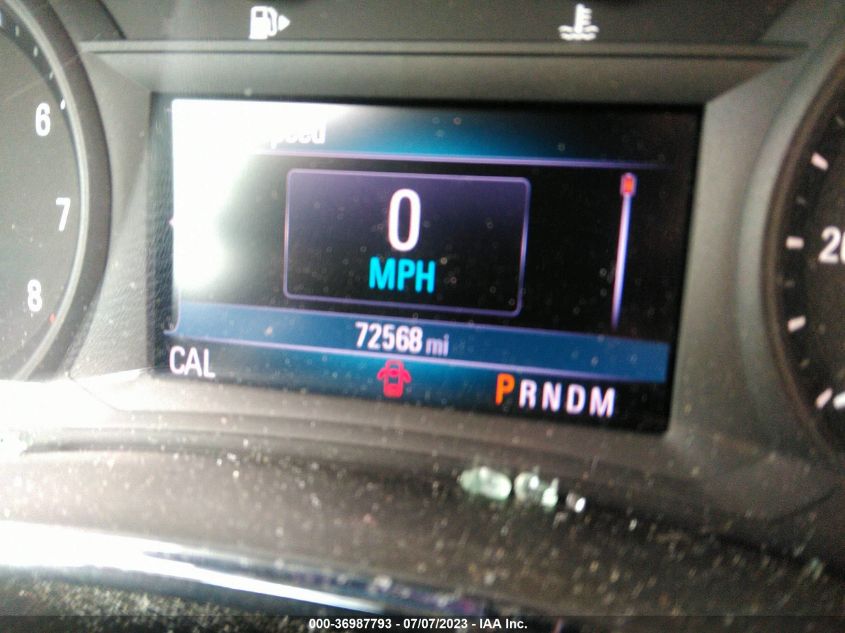 6
7
8
0
MPH
72568 mi
CAL
PRNDM
000-36987793 - 07/07/2023 - IAA Inc.